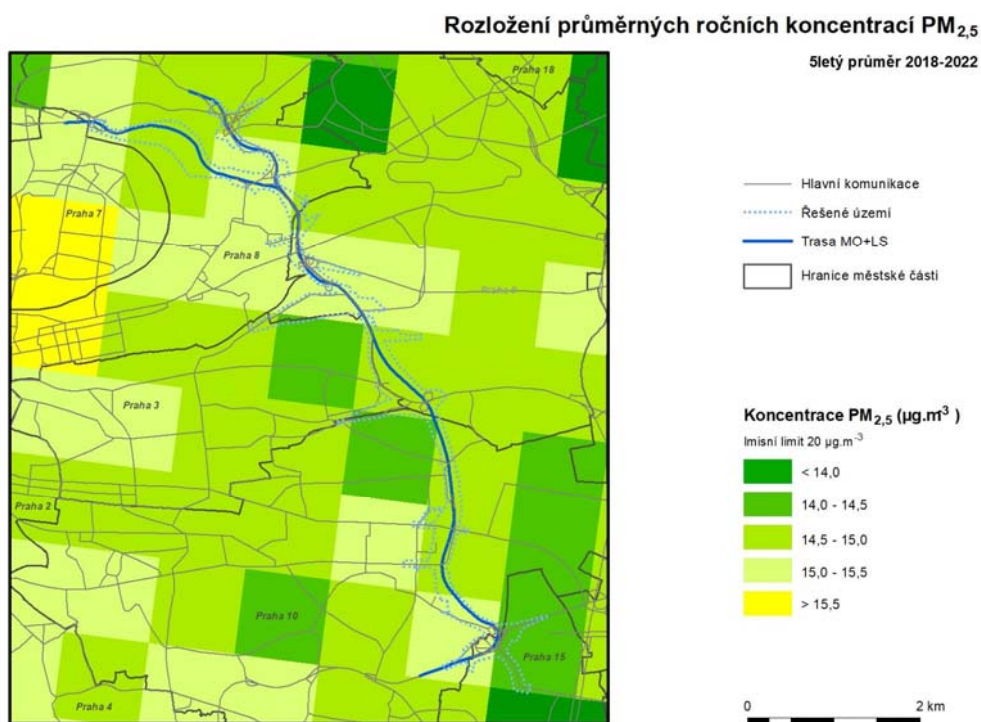 Rozložení průměrných ročních koncentrací PM2,5
5letý průměr 2018-2022
Praha 18
Praha 7
Praha 8
Praha 9
Praha 3
Praha 2
Praha 10
Praha 15
Praha 4
Hlavní komunikace
Řešené území
Trasa MO+LS
Hranice městské části
Koncentrace PM2,5 (µg.m³ )
Imisní limit 20 µg.m-3
< 14,0
14,0 - 14,5
14,5 - 15,0
15,0 - 15,5
> 15,5
0 2 km